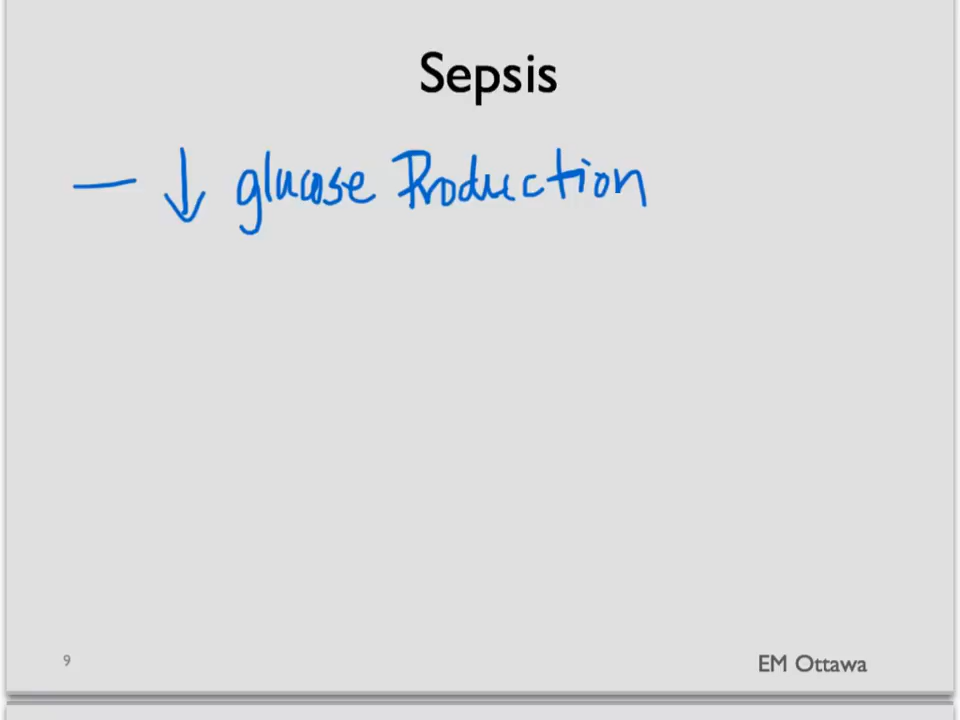 Sepsis
— ↓ glucose Production
9
EM Ottawa